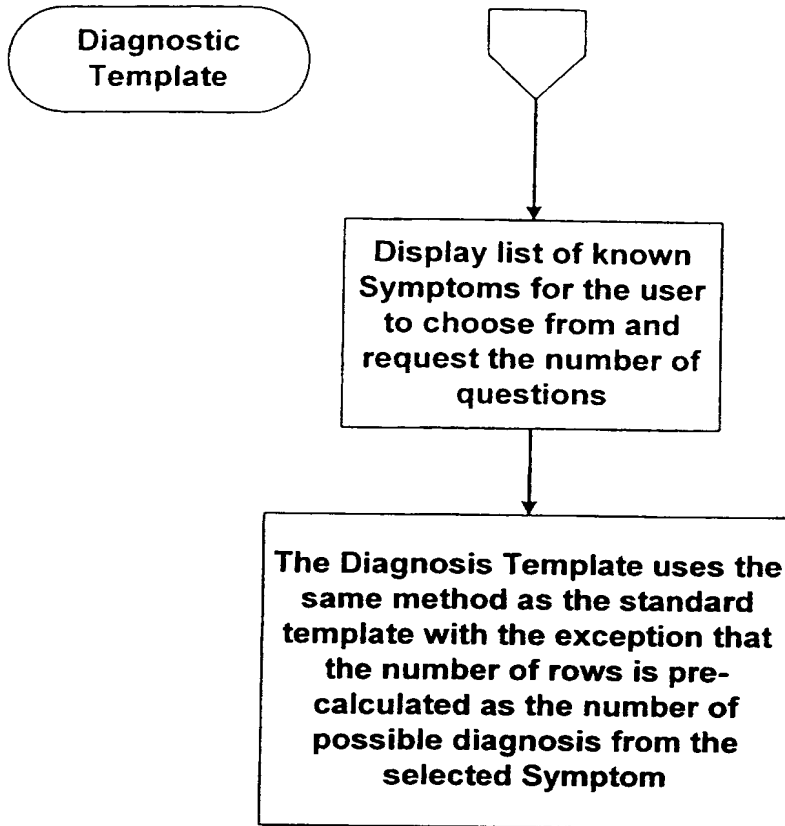 Diagnostic
Template
Display list of known
Symptoms for the user
to choose from and
request the number of
questions
The Diagnosis Template uses the
same method as the standard
template with the exception that
the number of rows is pre-
calculated as the number of
possible diagnosis from the
selected Symptom